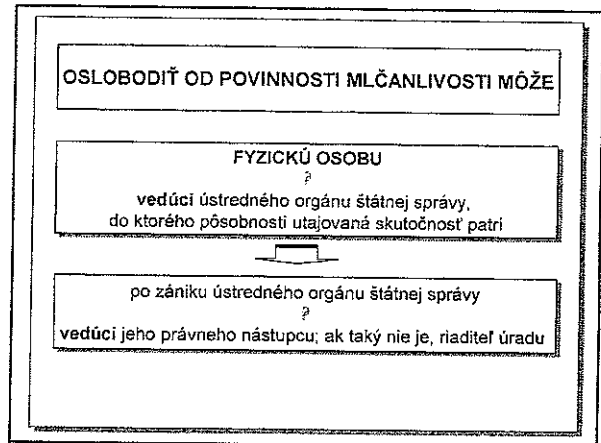 OSLOBODIŤ OD POVINNOSTI MLČANLIVOSTI MÔŽE
FYZICKÚ OSOBU
?
vedúci ústredného orgánu štátnej správy,
do ktorého pôsobnosti utajovaná skutočnosť patri
po zániku ústredného orgánu štátnej správy
?
vedúci jeho právneho nástupcu; ak taký nie je, riaditeľ úradu